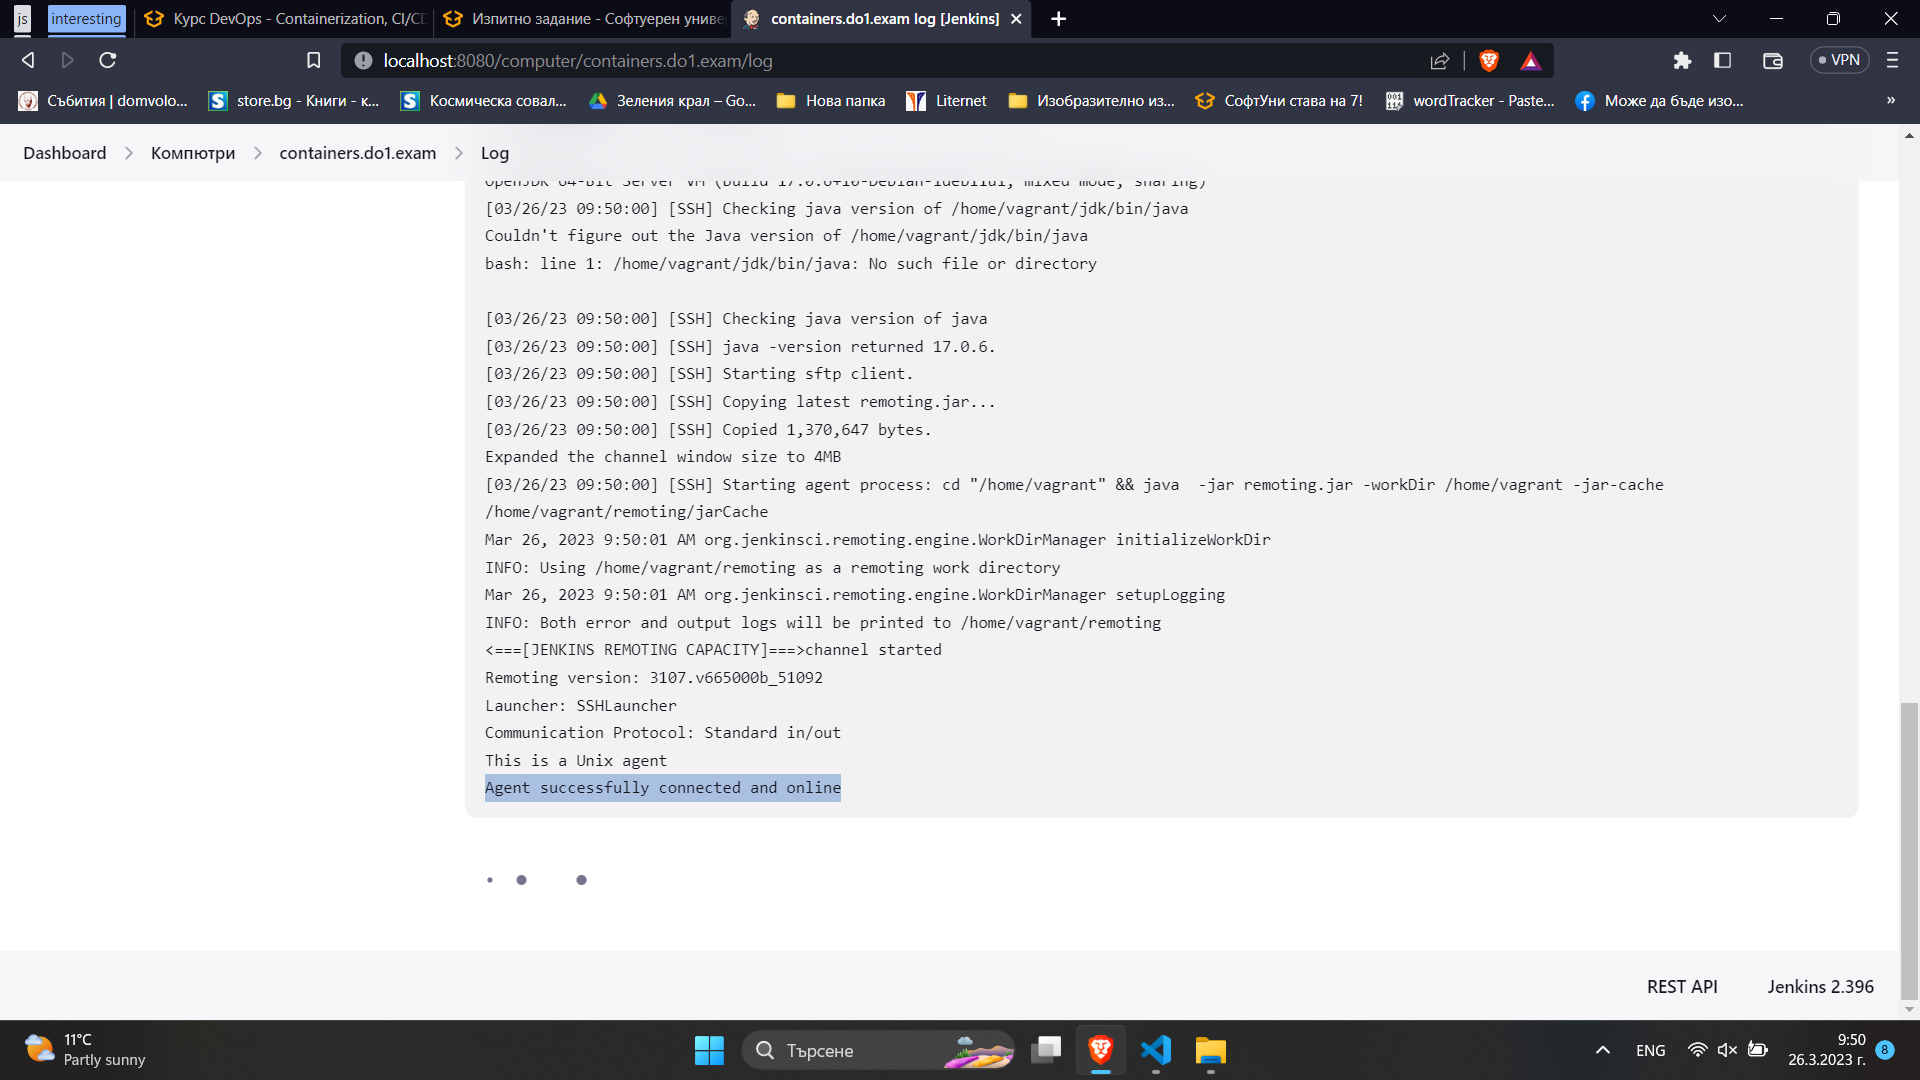 js
interesting
Курс DevOps - Containerization, CI/CD
Изпитно задание - Софтуерен униве
containers.do1.exam log [Jenkins]
localhost:8080/computer/containers.do1.exam/log
VPN
Събития | domvolo...
store.bg - Книги - к...
Космическа совал...
Зеления крал – Go...
Нова папка
Liternet
Изобразително из...
СофтУни става на 7!
wordTracker - Paste...
Може да бъде изо...
»
Dashboard
Компютри
containers.do1.exam
Log
[03/26/23 09:50:00] [SSH] Checking java version of /home/vagrant/jdk/bin/java
Couldn't figure out the Java version of /home/vagrant/jdk/bin/java
bash: line 1: /home/vagrant/jdk/bin/java: No such file or directory
[03/26/23 09:50:00] [SSH] Checking java version of java
[03/26/23 09:50:00] [SSH] java -version returned 17.0.6.
[03/26/23 09:50:00] [SSH] Starting sftp client.
[03/26/23 09:50:00] [SSH] Copying latest remoting.jar...
[03/26/23 09:50:00] [SSH] Copied 1,370,647 bytes.
Expanded the channel window size to 4MB
[03/26/23 09:50:00] [SSH] Starting agent process: cd "/home/vagrant" && java  -jar remoting.jar -workDir /home/vagrant -jar-cache
/home/vagrant/remoting/jarCache
Mar 26, 2023 9:50:01 AM org.jenkinsci.remoting.engine.WorkDirManager initializeWorkDir
INFO: Using /home/vagrant/remoting as a remoting work directory
Mar 26, 2023 9:50:01 AM org.jenkinsci.remoting.engine.WorkDirManager setupLogging
INFO: Both error and output logs will be printed to /home/vagrant/remoting
<===[JENKINS REMOTING CAPACITY]===>channel started
Remoting version: 3107.v665000b_51092
Launcher: SSHLauncher
Communication Protocol: Standard in/out
This is a Unix agent
Agent successfully connected and online
REST API
Jenkins 2.396
11°C
Partly sunny
Търсене
ENG
9:50
26.3.2023 г.
8